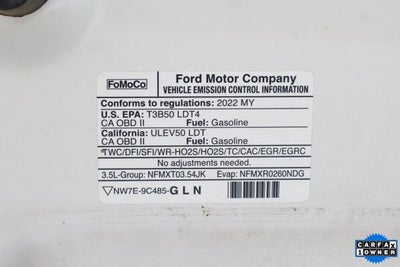 FoMoCo
Ford Motor Company
VEHICLE EMISSION CONTROL INFORMATION
Conforms to regulations: 2022 MY
U.S. EPA: T3B50 LDT4
CA OBD II Fuel: Gasoline
California: ULEV50 LDT
CA OBD II Fuel: Gasoline
TWC/DFI/SFI/WR-HO2S/HO2S/TC/CAC/EGR/EGRC
No adjustments needed.
3.5L-Group: NFMXT03.54JK Evap: NFMXR0260NDG
NW7E-9C485-GLN
CARFAX
1 OWNER